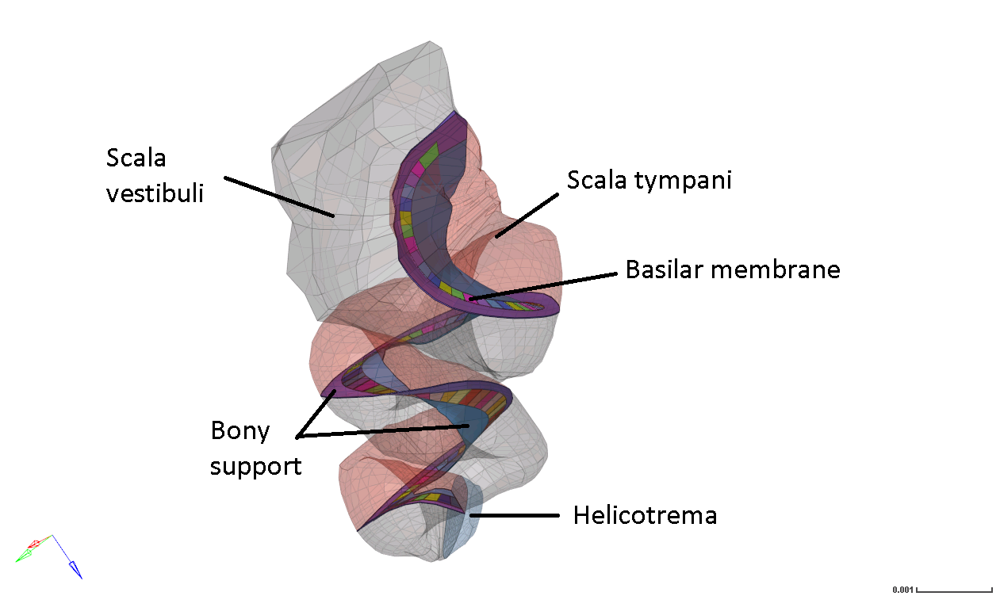 Scala
vestibuli
Scala tympani
Basilar membrane
Bony
support
Helicotrema
0.001